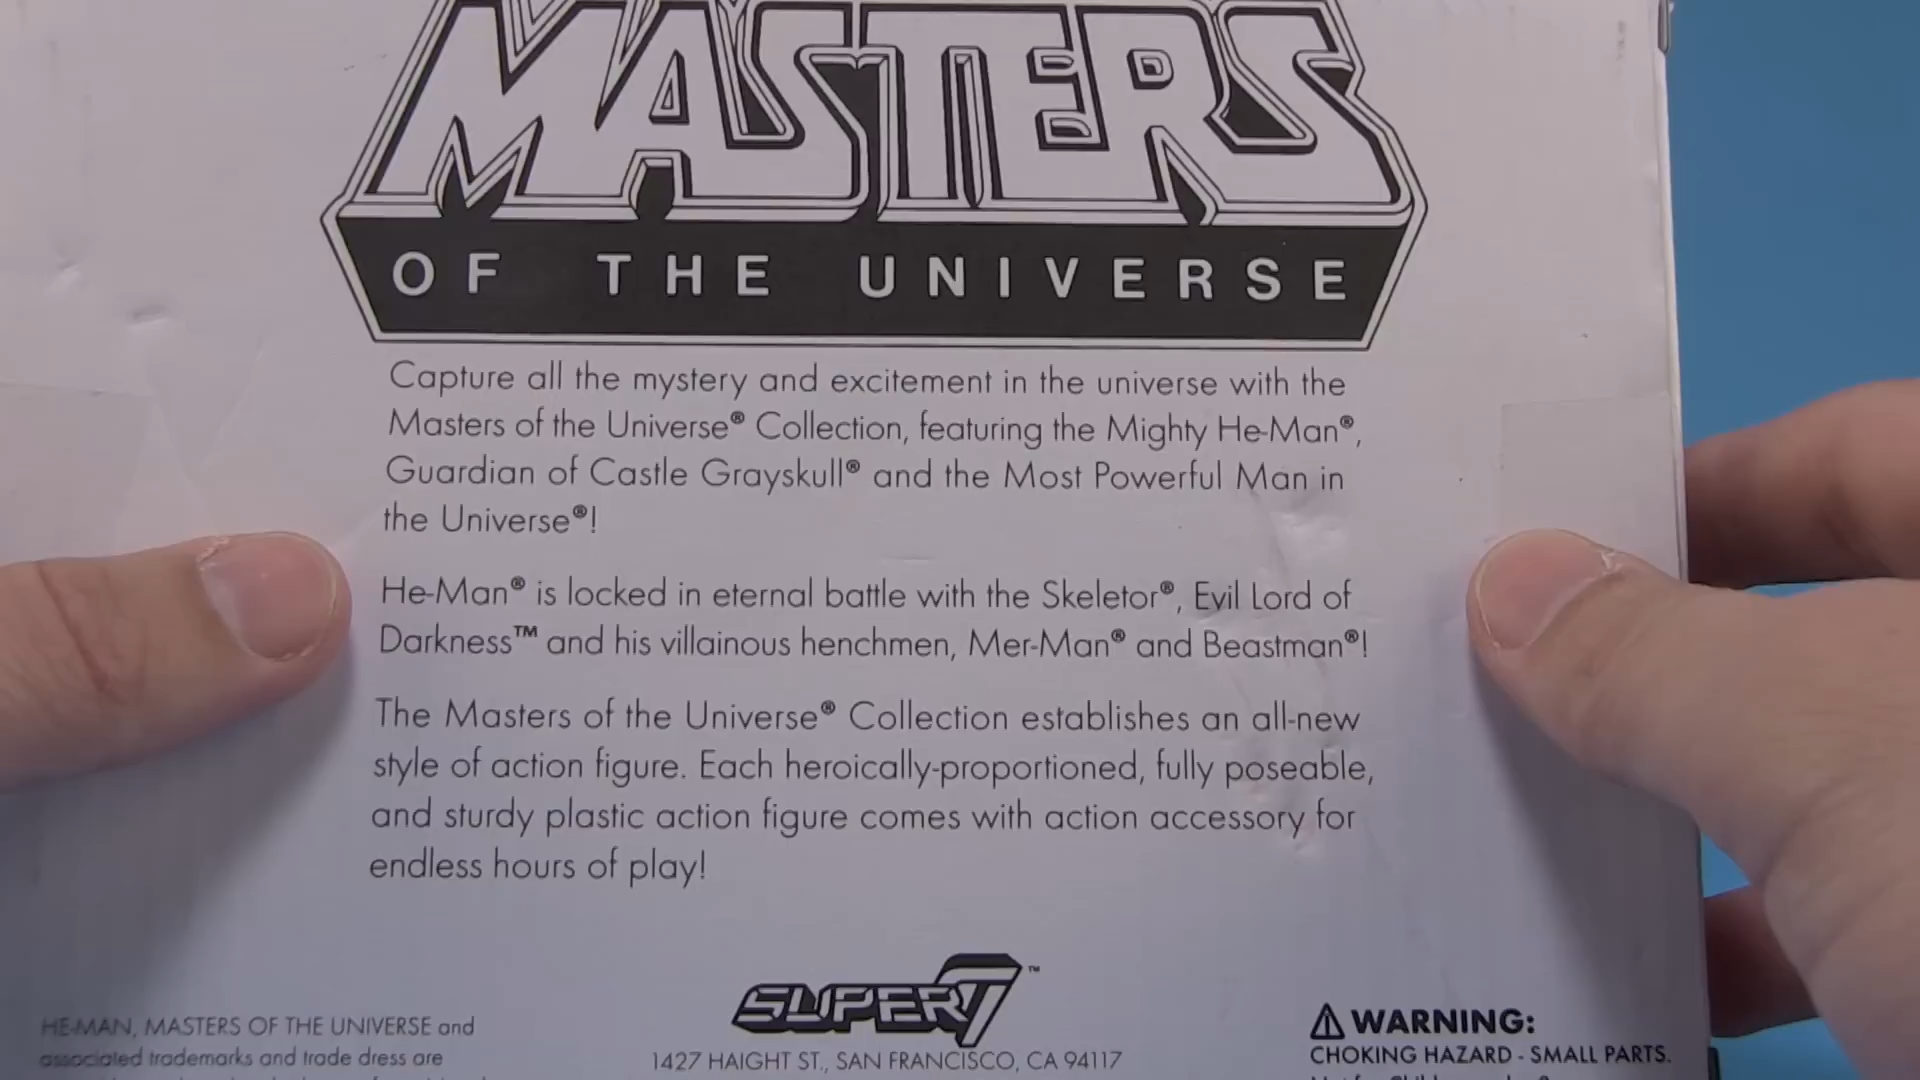 MASTERS
OF THE UNIVERSE
Capture all the mystery and excitement in the universe with the
Masters of the Universe® Collection, featuring the Mighty He-Man®,
Guardian of Castle Grayskull® and the Most Powerful Man in
the Universe®!
He-Man® is locked in eternal battle with the Skeletor®, Evil Lord of
Darkness™ and his villainous henchmen, Mer-Man® and Beastman®!
The Masters of the Universe® Collection establishes an all-new
style of action figure. Each heroically-proportioned, fully poseable,
and sturdy plastic action figure comes with action accessory for
endless hours of play!
SUPER7™
1427 HAIGHT ST., SAN FRANCISCO, CA 94117
HE-MAN, MASTERS OF THE UNIVERSE and
associated trademarks and trade dress are
⚠ WARNING:
CHOKING HAZARD - SMALL PARTS.